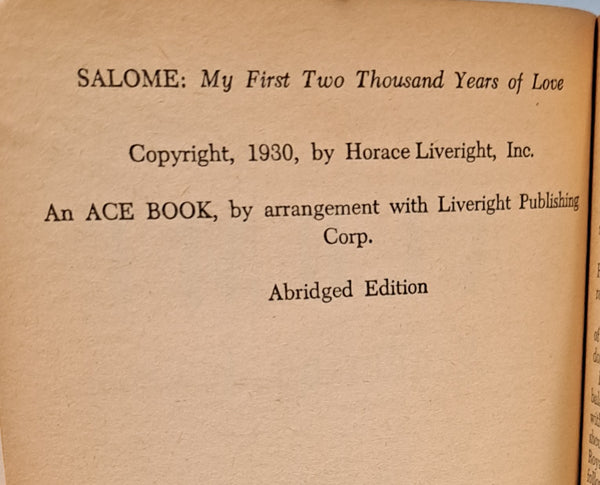 SALOME: My First Two Thousand Years of Love
Copyright, 1930, by Horace Liveright, Inc.
An ACE BOOK, by arrangement with Liveright Publishing
Corp.
Abridged Edition